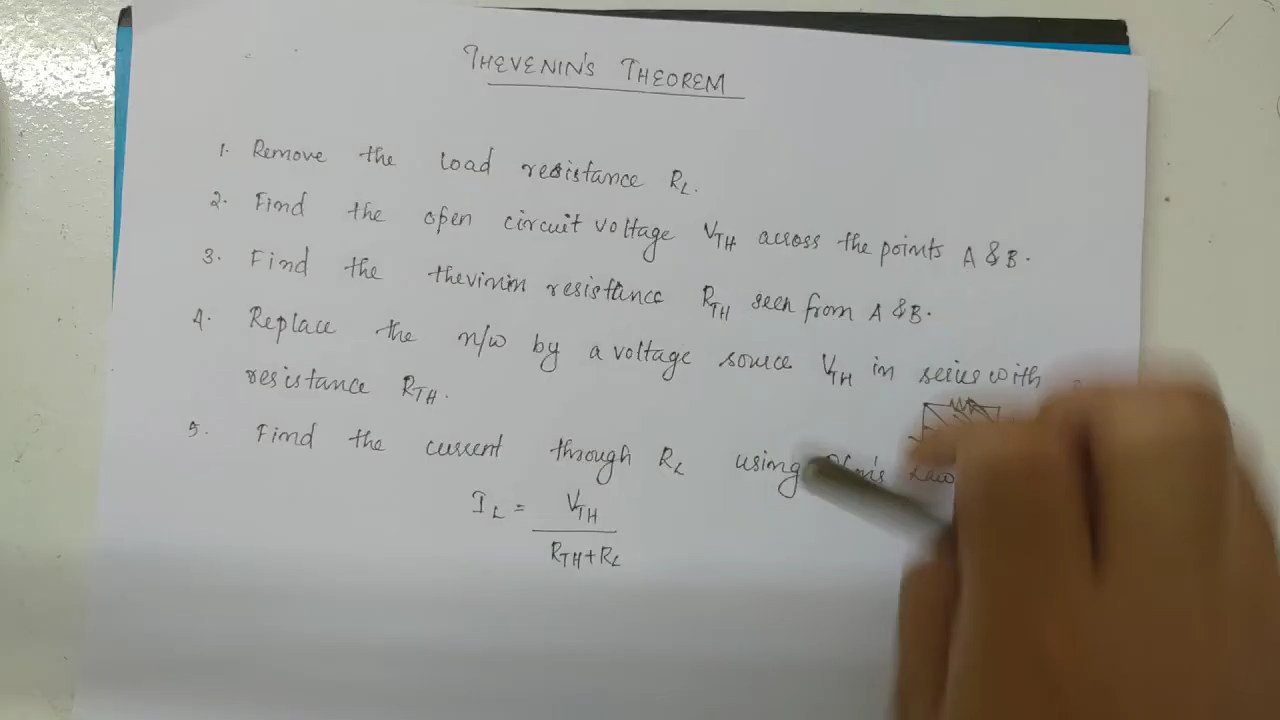 THEVENIN'S THEOREM
1. Remove the load resistance RL.
2. Find the open circuit voltage VTH across the points A & B.
3. Find the thevinin resistance RTH seen from A & B.
4. Replace the n/w by a voltage source VTH in series with
resistance RTH.
5. Find the current through RL using Ohm's Law
IL = VTH
RTH+RL